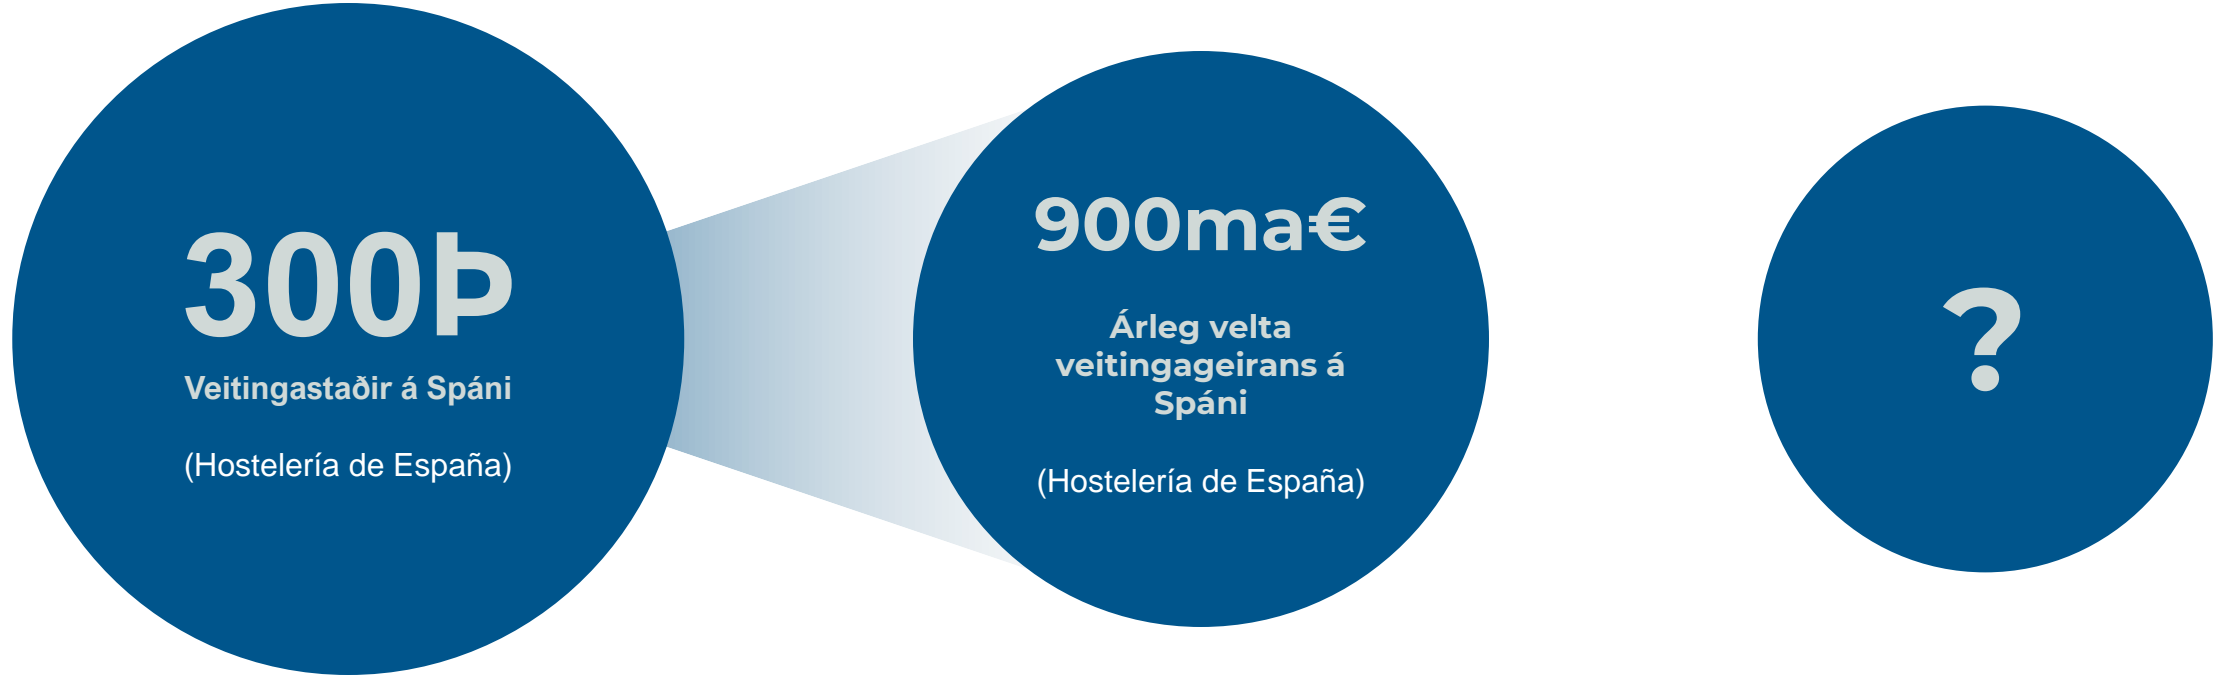 300Þ
Veitingastaðir á Spáni
(Hostelería de España)
900ma€
Árleg velta
veitingageirans á
Spáni
(Hostelería de España)
?